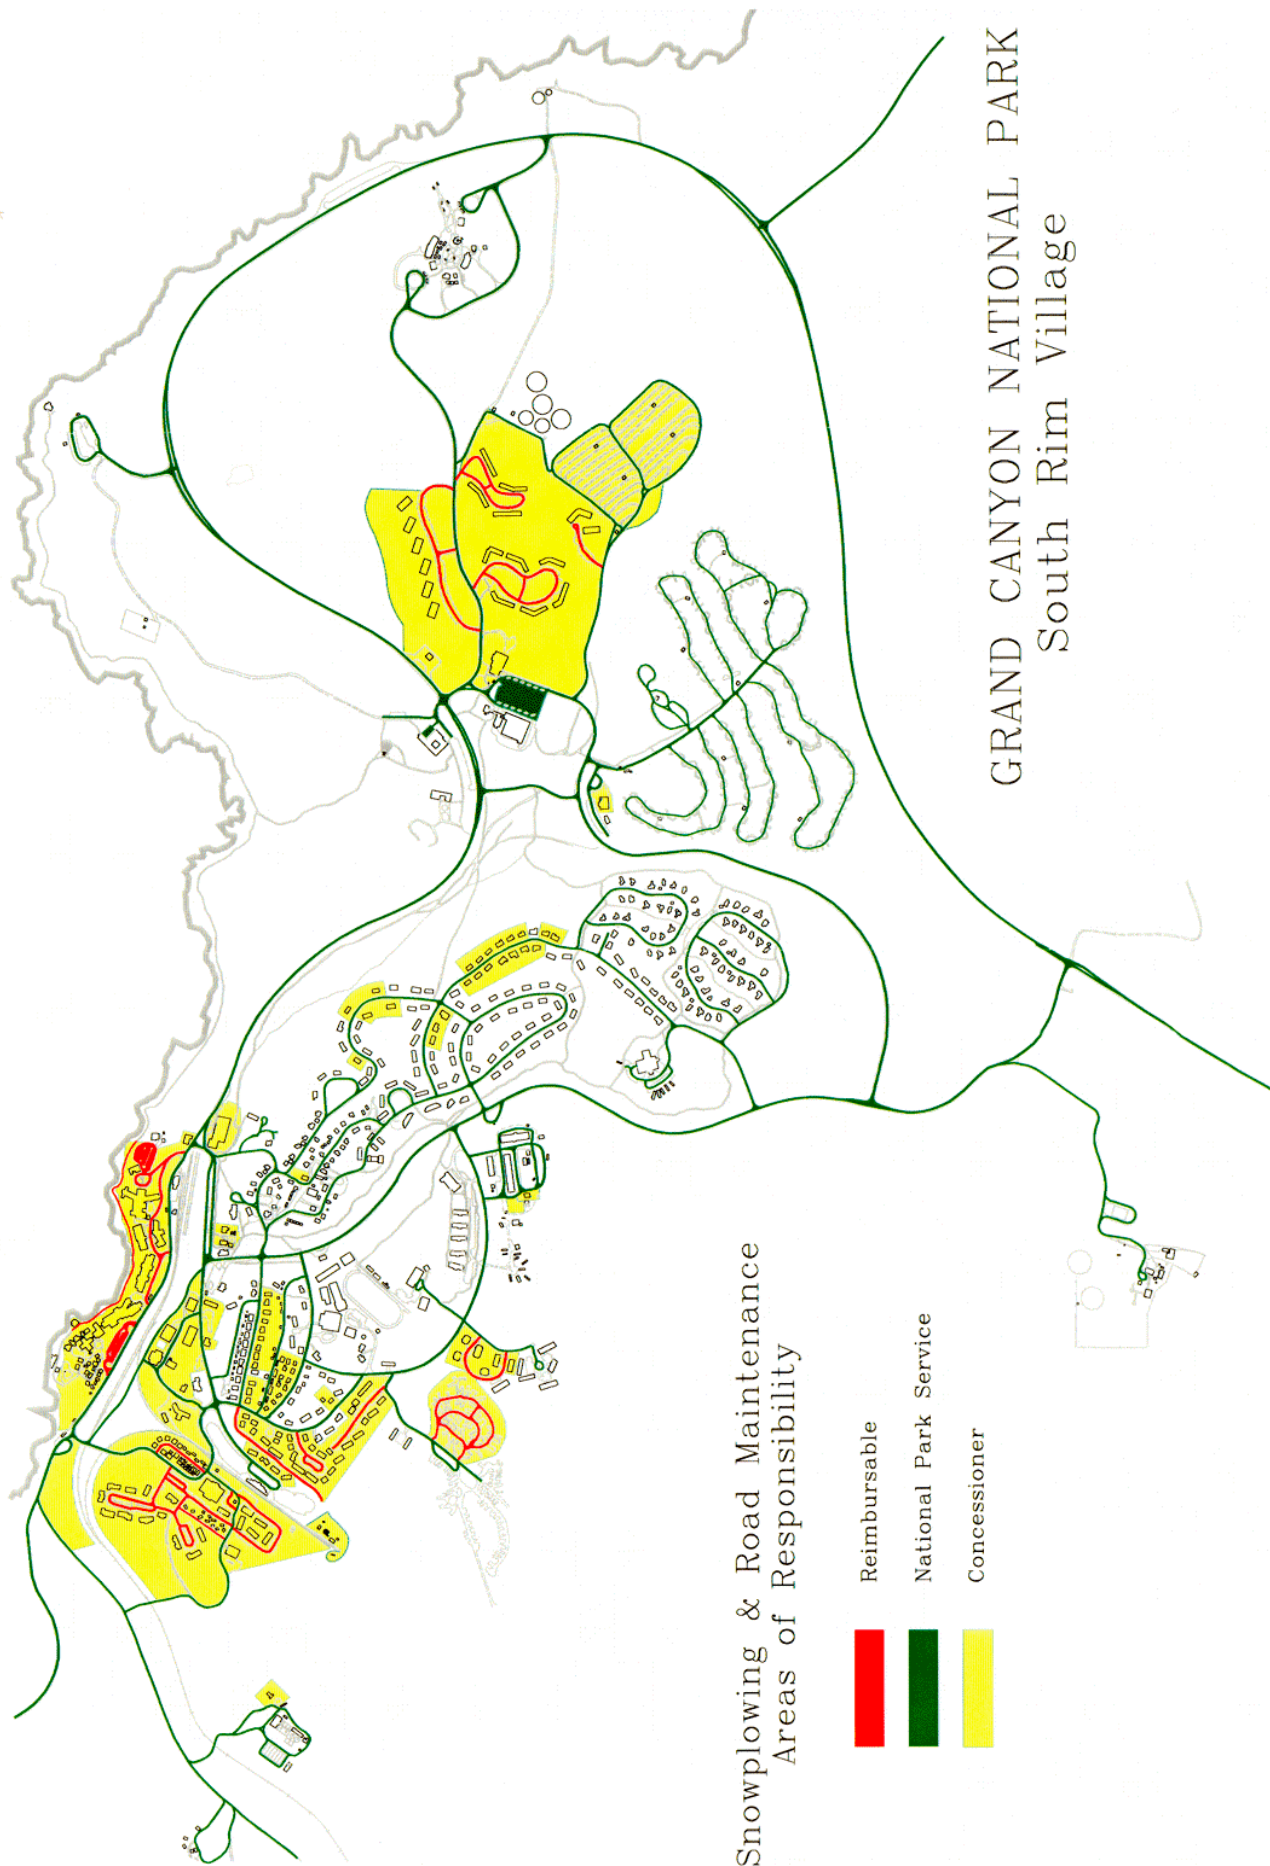 GRAND CANYON NATIONAL PARK
South Rim Village
Snowplowing & Road Maintenance
Areas of Responsibility
Reimbursable
National Park Service
Concessioner